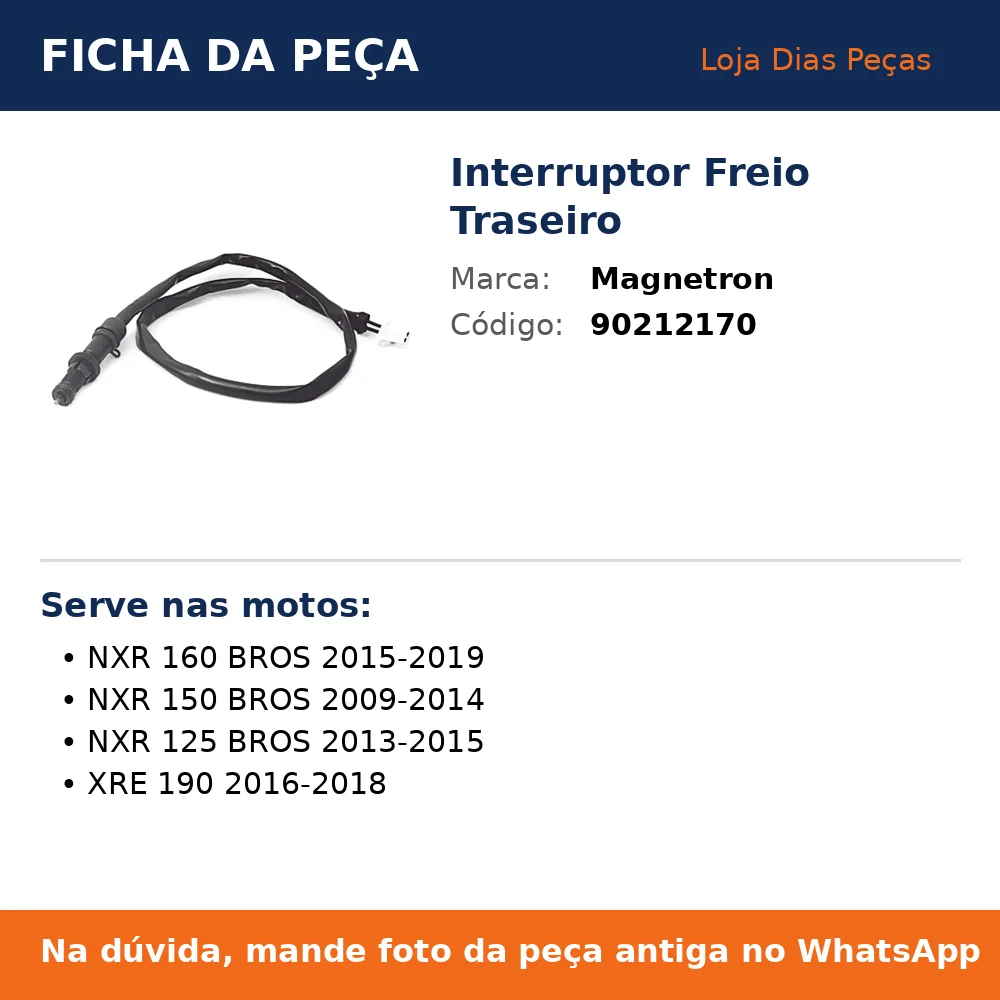 FICHA DA PEÇA
Loja Dias Peças
Interruptor Freio
Traseiro
Marca: Magnetron
Código: 90212170
Serve nas motos:
• NXR 160 BROS 2015-2019
• NXR 150 BROS 2009-2014
• NXR 125 BROS 2013-2015
• XRE 190 2016-2018
Na dúvida, mande foto da peça antiga no WhatsApp